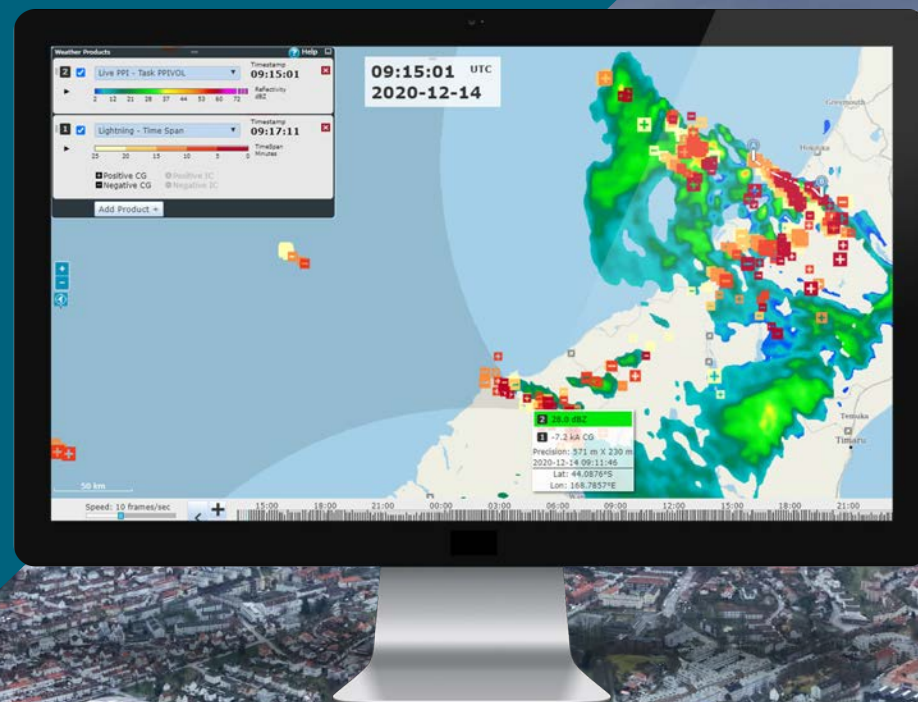 Weather Products
Help
2
Live PPI - Task PPIVOL
Timestamp
09:15:01
2 12 21 28 37 44 53 60 72
Reflectivity
dBZ
1
Lightning - Time Span
Timestamp
09:17:11
25 20 15 10 5 0
TimeSpan
Minutes
Positive CG
Positive IC
Negative CG
Negative IC
Add Product +
09:15:01 UTC
2020-12-14
Greymouth
Hokitika
A
B
2 28.0 dBZ
1 -7.2 kA CG
Precision: 571 m X 230 m
2020-12-14 09:11:46
Lat: 44.0876°S
Lon: 168.7857°E
Temuka
Timaru
50 km
Speed: 10 frames/sec
15:00 18:00 21:00 00:00 03:00 06:00 09:00 12:00 15:00 18:00 21:00